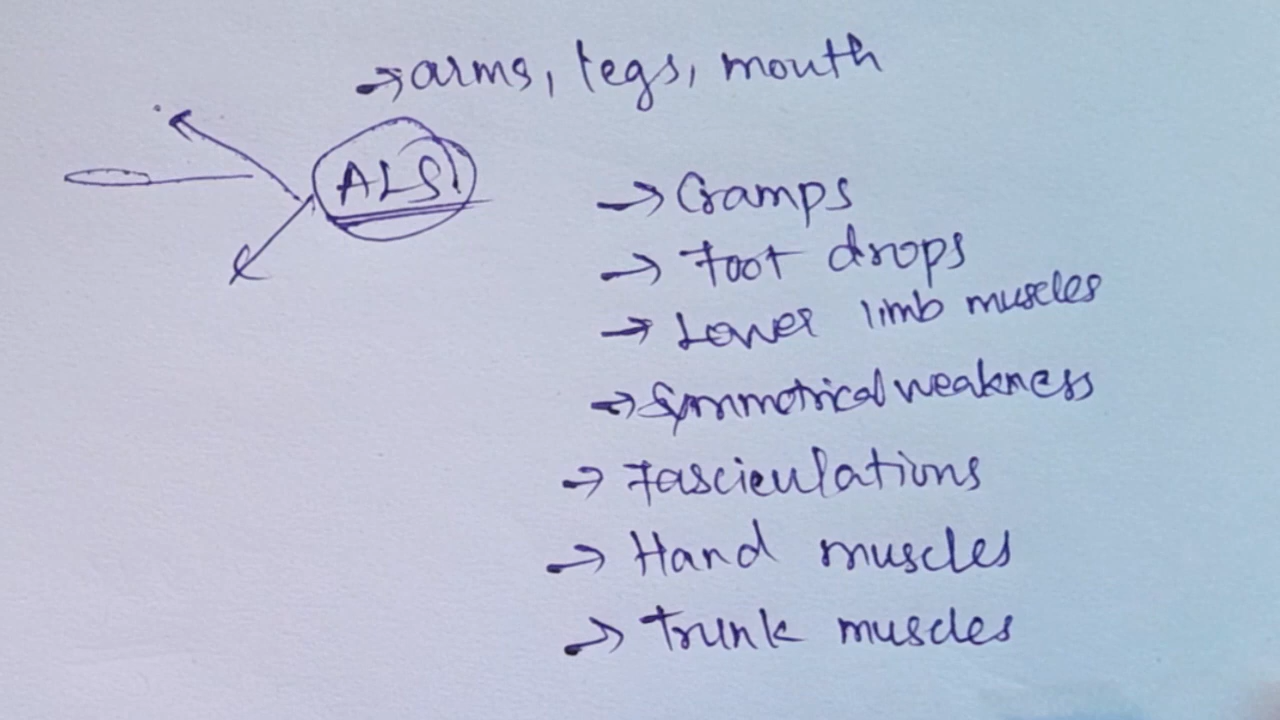 → arms, legs, mouth
ALS
→ Cramps
→ Foot drops
→ Lower limb muscles
→ Symmetrical weakness
→ Fasciculations
→ Hand muscles
→ Trunk muscles